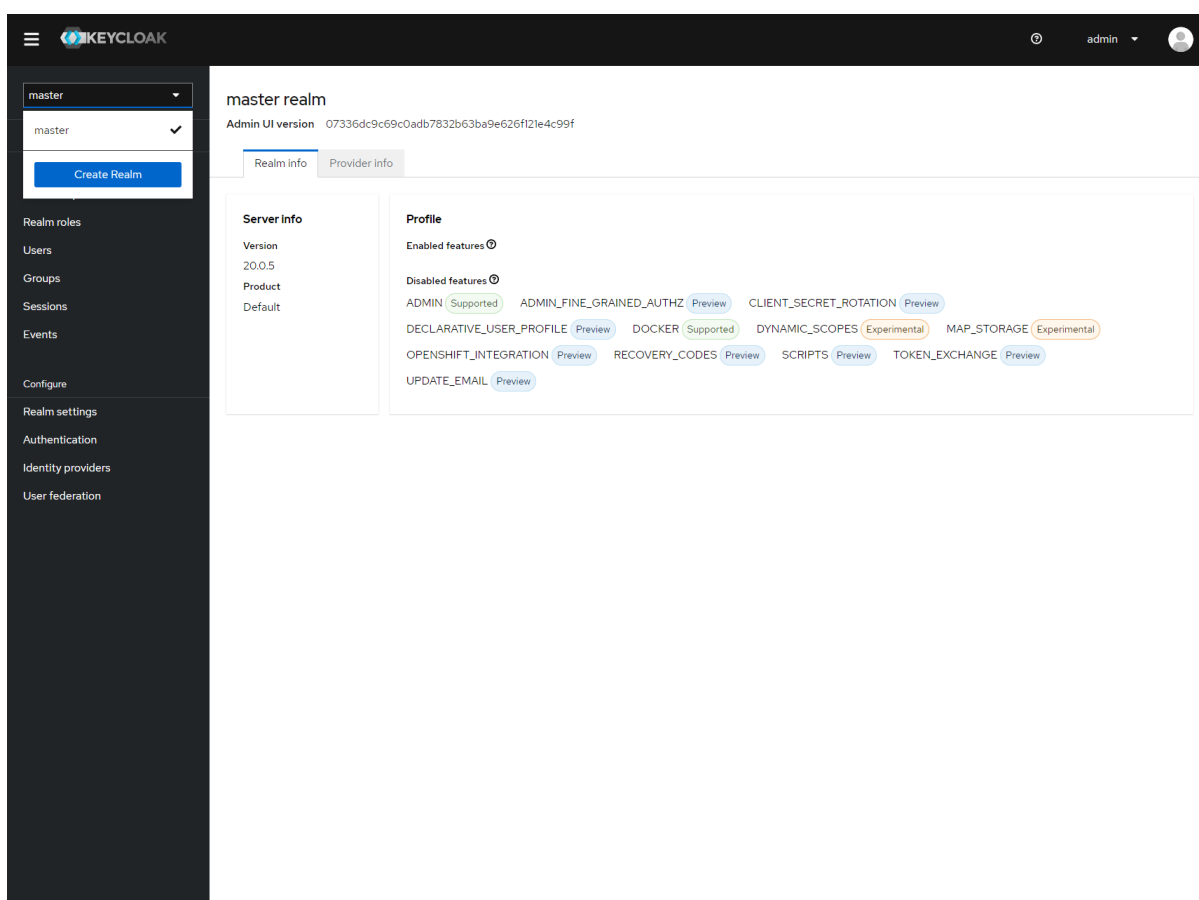 KEYCLOAK
admin
master
master
Create Realm
Realm roles
Users
Groups
Sessions
Events
Configure
Realm settings
Authentication
Identity providers
User federation
master realm
Admin UI version 07336dc9c69c0adb7832b63ba9e626f121e4c99f
Realm info Provider info
Server info
Version
20.0.5
Product
Default
Profile
Enabled features
Disabled features
ADMIN Supported ADMIN_FINE_GRAINED_AUTHZ Preview CLIENT_SECRET_ROTATION Preview
DECLARATIVE_USER_PROFILE Preview DOCKER Supported DYNAMIC_SCOPES Experimental MAP_STORAGE Experimental
OPENSHIFT_INTEGRATION Preview RECOVERY_CODES Preview SCRIPTS Preview TOKEN_EXCHANGE Preview
UPDATE_EMAIL Preview